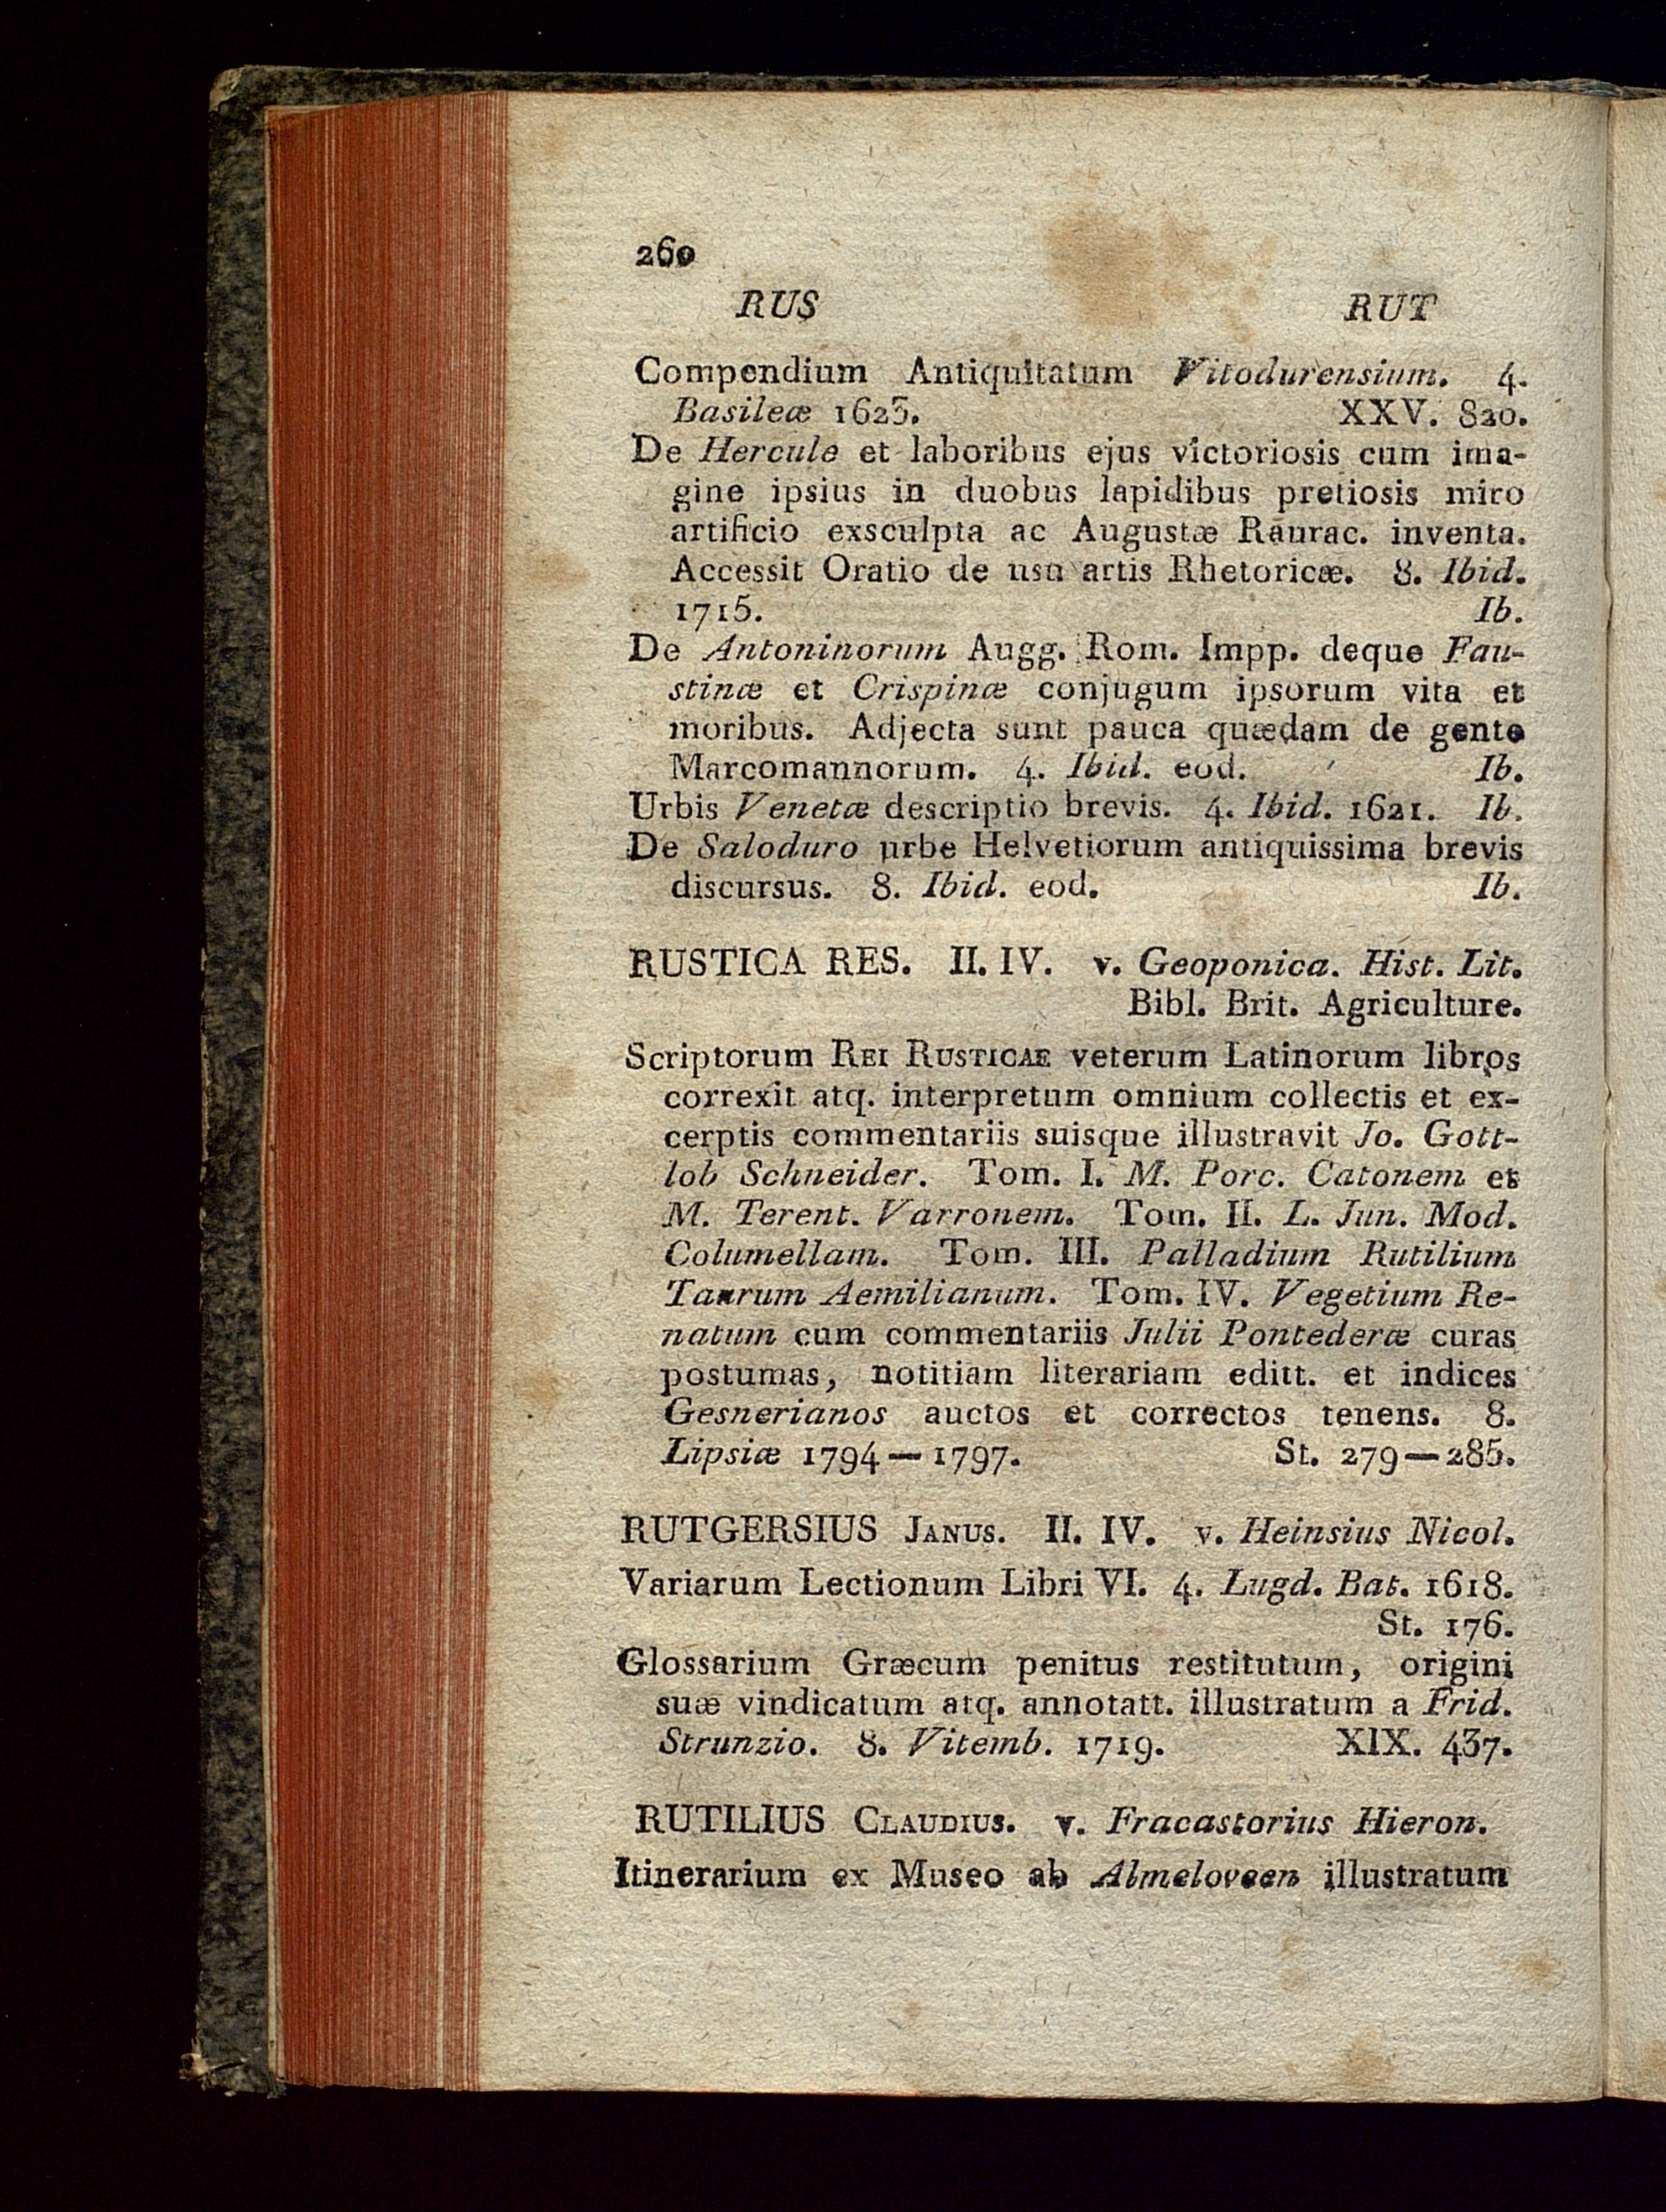 260
RUS RUT
Compendium Antiquitatum Vitodurensium. 4.
Basileæ 1623. XXV. 820.
De Hercule et laboribus ejus victoriosis cum ima-
gine ipsius in duobus lapidibus pretiosis miro
artificio exsculpta ac Augustæ Raurac. inventa.
Accessit Oratio de usu artis Rhetoricæ. 8. Ibid.
1715. Ib.
De Antoninorum Augg. Rom. Impp. deque Fau-
stinæ et Crispinæ conjugum ipsorum vita et
moribus. Adjecta sunt pauca quædam de gente
Marcomannorum. 4. Ibid. eod. Ib.
Urbis Venetæ descriptio brevis. 4. Ibid. 1621. Ib.
De Saloduro urbe Helvetiorum antiquissima brevis
discursus. 8. Ibid. eod. Ib.
RUSTICA RES. II. IV. v. Geoponica. Hist. Lit.
Bibl. Brit. Agriculture.
Scriptorum REI RUSTICAE veterum Latinorum libros
correxit atq. interpretum omnium collectis et ex-
cerptis commentariis suisque illustravit Jo. Gott-
lob Schneider. Tom. I. M. Porc. Catonem et
M. Terent. Varronem. Tom. II. L. Jun. Mod.
Columellam. Tom. III. Palladium Rutilium
Taurum Aemilianum. Tom. IV. Vegetium Re-
natum cum commentariis Julii Pontederæ curas
postumas, notitiam literariam editt. et indices
Gesnerianos auctos et correctos tenens. 8.
Lipsiæ 1794—1797. St. 279—285.
RUTGERSIUS JANUS. II. IV. v. Heinsius Nicol.
Variarum Lectionum Libri VI. 4. Lugd. Bat. 1618.
St. 176.
Glossarium Græcum penitus restitutum, origini
suæ vindicatum atq. annotatt. illustratum a Frid.
Strunzio. 8. Vitemb. 1719. XIX. 437.
RUTILIUS CLAUDIUS. v. Fracastorius Hieron.
Itinerarium ex Museo ab Almeloveen illustratum